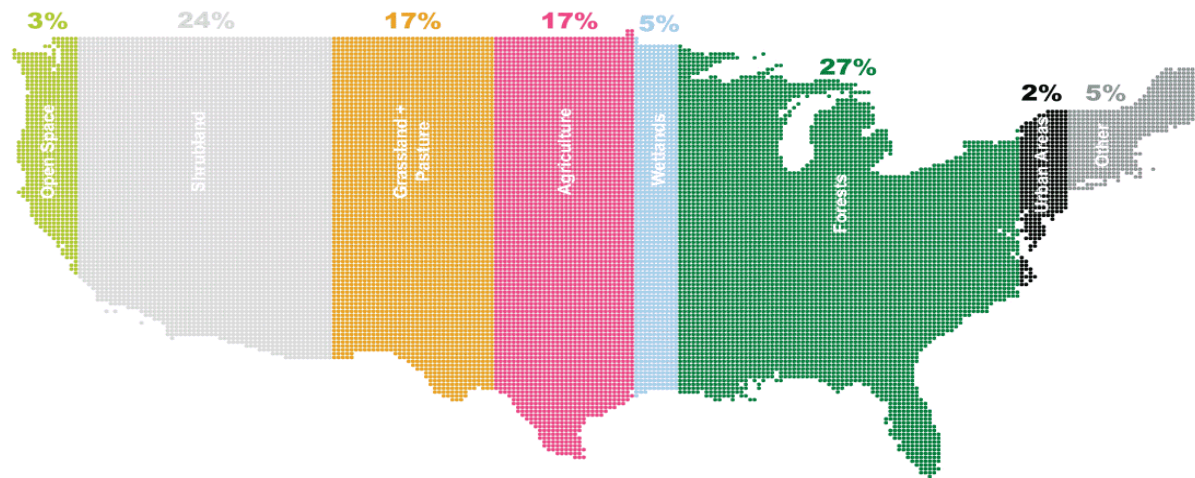 3%
24%
17%
17%
5%
27%
2%
5%
Open Space
Shrubland
Grassland +
Pasture
Agriculture
Wetlands
Forests
Urban Areas
Other